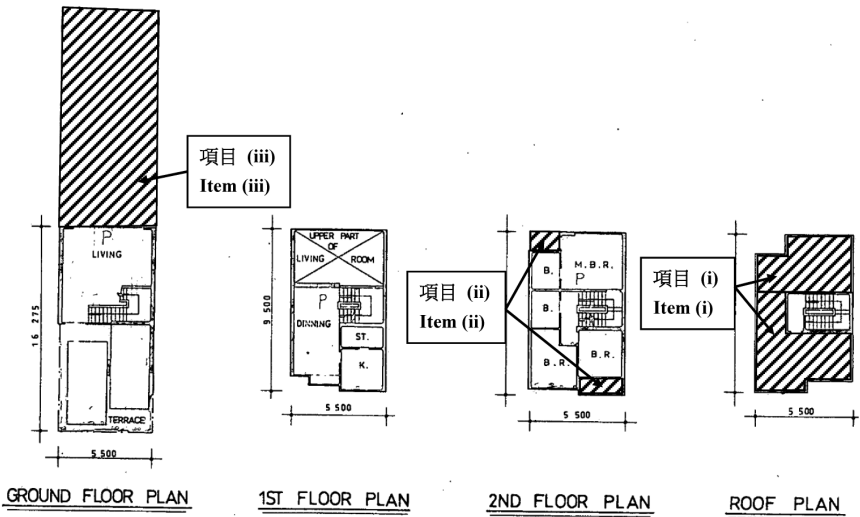 項目 (iii)
Item (iii)
P
LIVING
16 275
TERRACE
5 500
GROUND FLOOR PLAN
UPPER PART
OF
LIVING ROOM
P
DINNING
ST.
K.
9 500
5 500
1ST FLOOR PLAN
項目 (ii)
Item (ii)
B.
M.B.R.
P
B.
B.R.
B.R.
5 500
2ND FLOOR PLAN
項目 (i)
Item (i)
5 500
ROOF PLAN